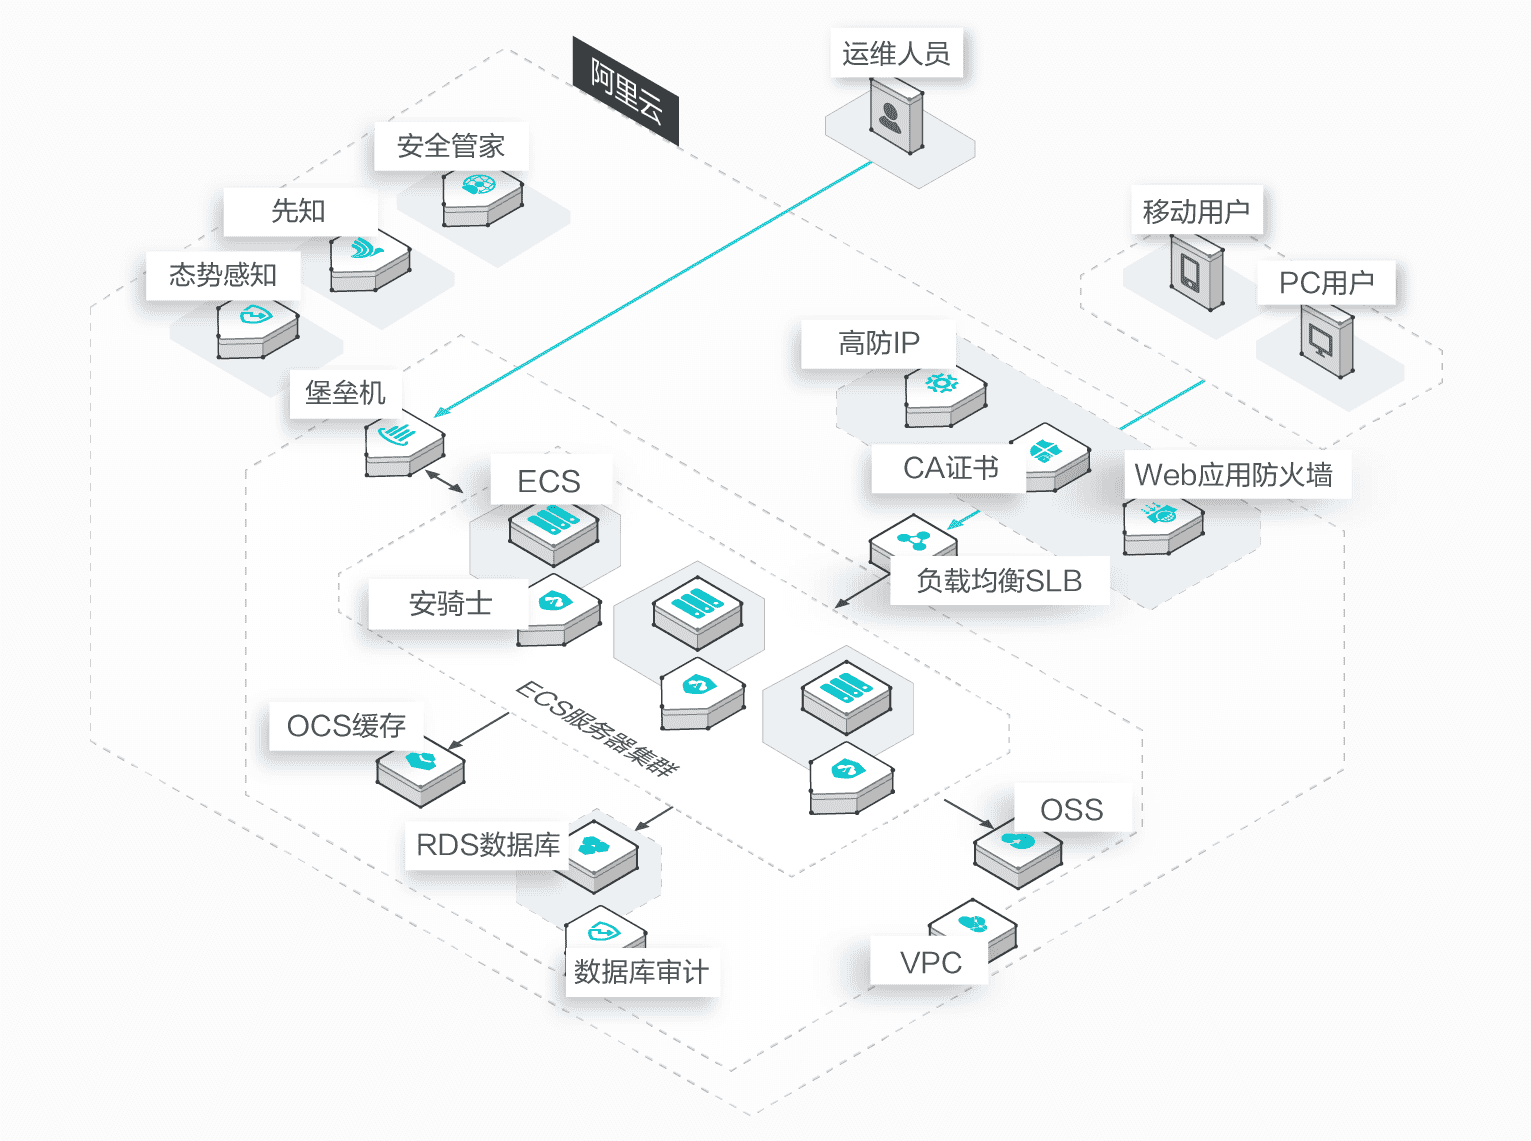 运维人员
阿里云
安全管家
先知
态势感知
移动用户
PC用户
高防IP
堡垒机
CA证书
Web应用防火墙
ECS
负载均衡SLB
安骑士
ECS服务器集群
OCS缓存
RDS数据库
OSS
数据库审计
VPC